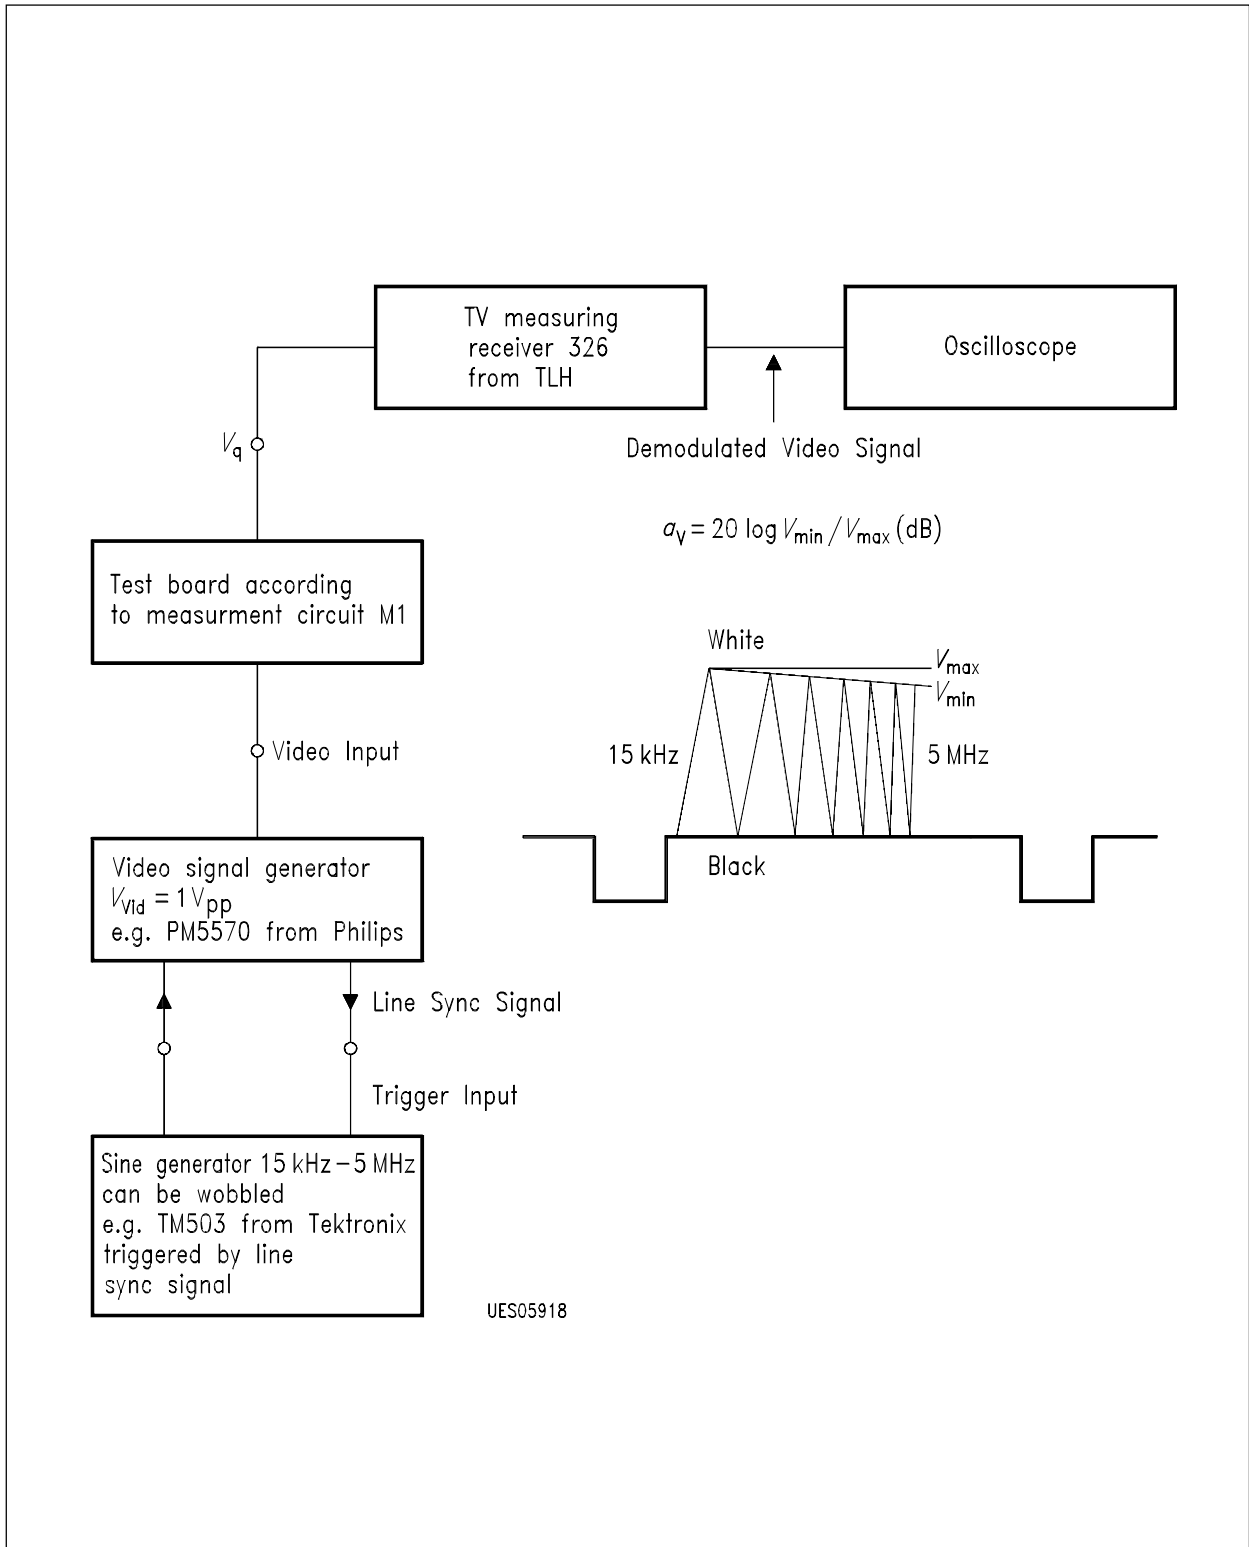 TV measuring
receiver 326
from TLH
Oscilloscope
Vq
Demodulated Video Signal
aV = 20 log Vmin / Vmax (dB)
Test board according
to measurment circuit M1
White
Vmax
Vmin
15 kHz
5 MHz
Video Input
Black
Video signal generator
VVid = 1 Vpp
e.g. PM5570 from Philips
Line Sync Signal
Trigger Input
Sine generator 15 kHz – 5 MHz
can be wobbled
e.g. TM503 from Tektronix
triggered by line
sync signal
UES05918